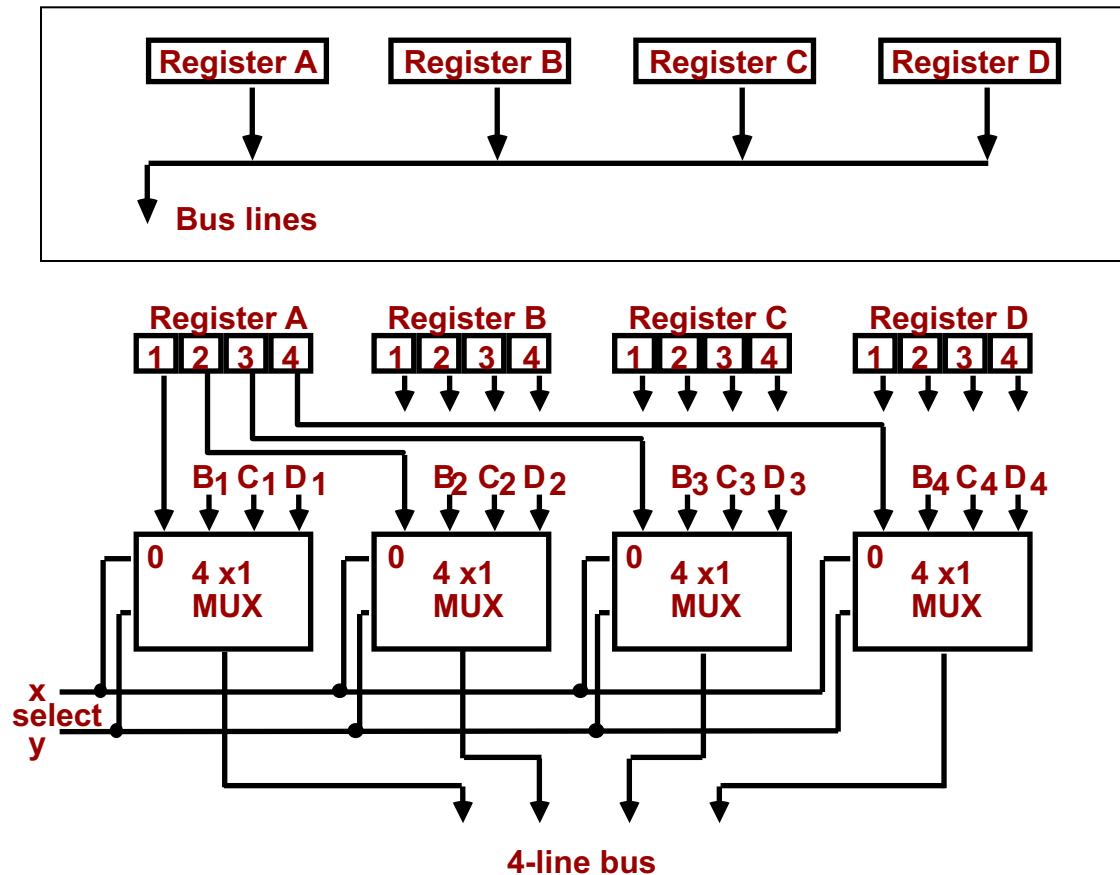 Register A Register B Register C Register D
Bus lines
Register A Register B Register C Register D
1 2 3 4 1 2 3 4 1 2 3 4 1 2 3 4
B1 C1 D1 B2 C2 D2 B3 C3 D3 B4 C4 D4
0 0 0 0
4 x1 4 x1 4 x1 4 x1
MUX MUX MUX MUX
x
select
y
4-line bus